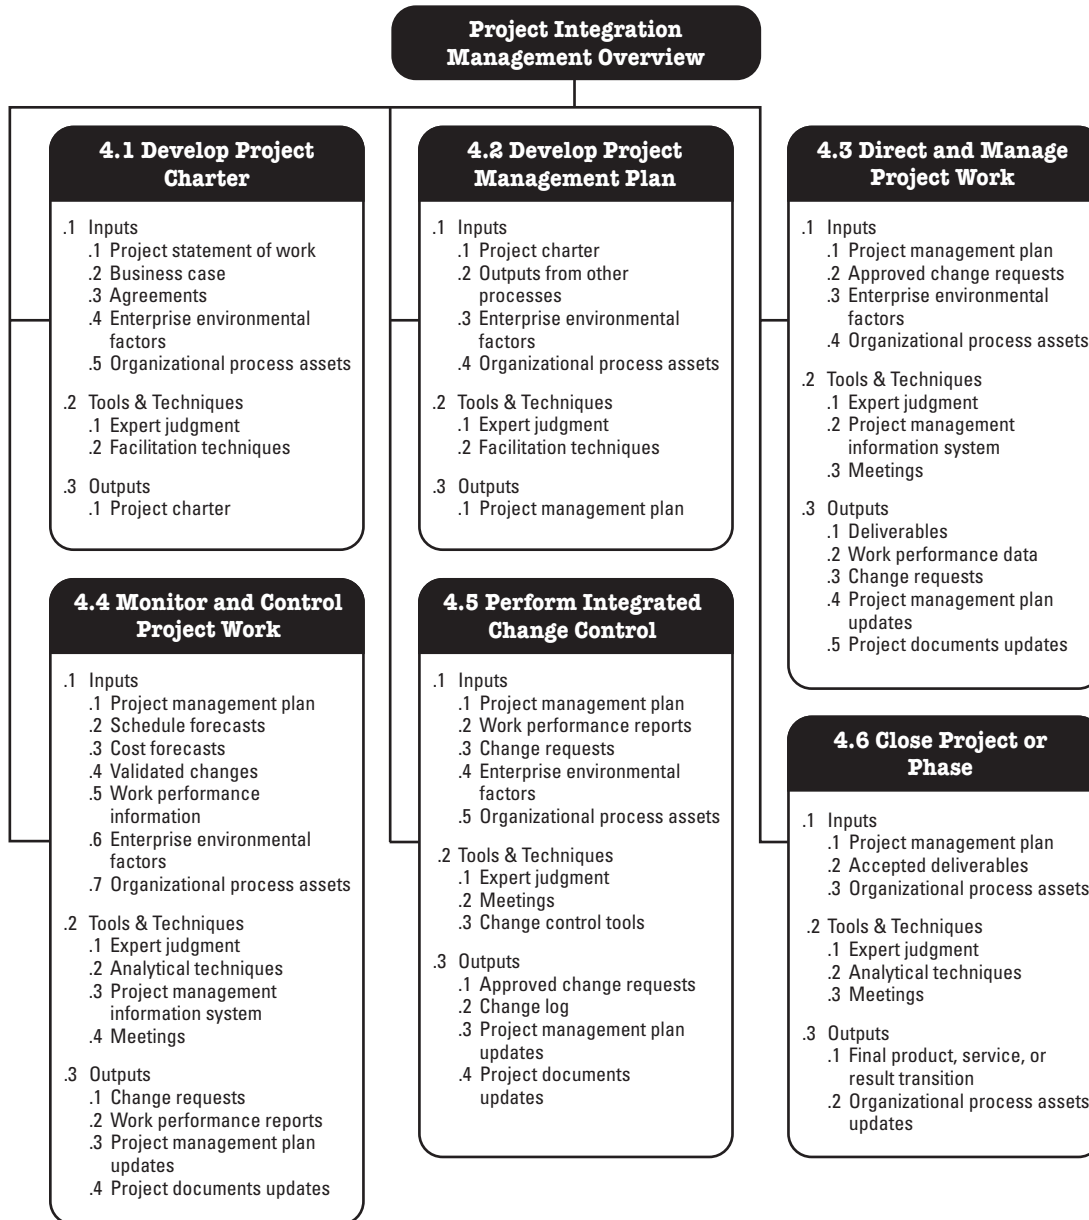 Project Integration
Management Overview
4.1 Develop Project
Charter
.1 Inputs
.1 Project statement of work
.2 Business case
.3 Agreements
.4 Enterprise environmental
factors
.5 Organizational process assets
.2 Tools & Techniques
.1 Expert judgment
.2 Facilitation techniques
.3 Outputs
.1 Project charter
4.2 Develop Project
Management Plan
.1 Inputs
.1 Project charter
.2 Outputs from other
processes
.3 Enterprise environmental
factors
.4 Organizational process assets
.2 Tools & Techniques
.1 Expert judgment
.2 Facilitation techniques
.3 Outputs
.1 Project management plan
4.3 Direct and Manage
Project Work
.1 Inputs
.1 Project management plan
.2 Approved change requests
.3 Enterprise environmental
factors
.4 Organizational process assets
.2 Tools & Techniques
.1 Expert judgment
.2 Project management
information system
.3 Meetings
.3 Outputs
.1 Deliverables
.2 Work performance data
.3 Change requests
.4 Project management plan
updates
.5 Project documents updates
4.4 Monitor and Control
Project Work
.1 Inputs
.1 Project management plan
.2 Schedule forecasts
.3 Cost forecasts
.4 Validated changes
.5 Work performance
information
.6 Enterprise environmental
factors
.7 Organizational process assets
.2 Tools & Techniques
.1 Expert judgment
.2 Analytical techniques
.3 Project management
information system
.4 Meetings
.3 Outputs
.1 Change requests
.2 Work performance reports
.3 Project management plan
updates
.4 Project documents updates
4.5 Perform Integrated
Change Control
.1 Inputs
.1 Project management plan
.2 Work performance reports
.3 Change requests
.4 Enterprise environmental
factors
.5 Organizational process assets
.2 Tools & Techniques
.1 Expert judgment
.2 Meetings
.3 Change control tools
.3 Outputs
.1 Approved change requests
.2 Change log
.3 Project management plan
updates
.4 Project documents
updates
4.6 Close Project or
Phase
.1 Inputs
.1 Project management plan
.2 Accepted deliverables
.3 Organizational process assets
.2 Tools & Techniques
.1 Expert judgment
.2 Analytical techniques
.3 Meetings
.3 Outputs
.1 Final product, service, or
result transition
.2 Organizational process assets
updates